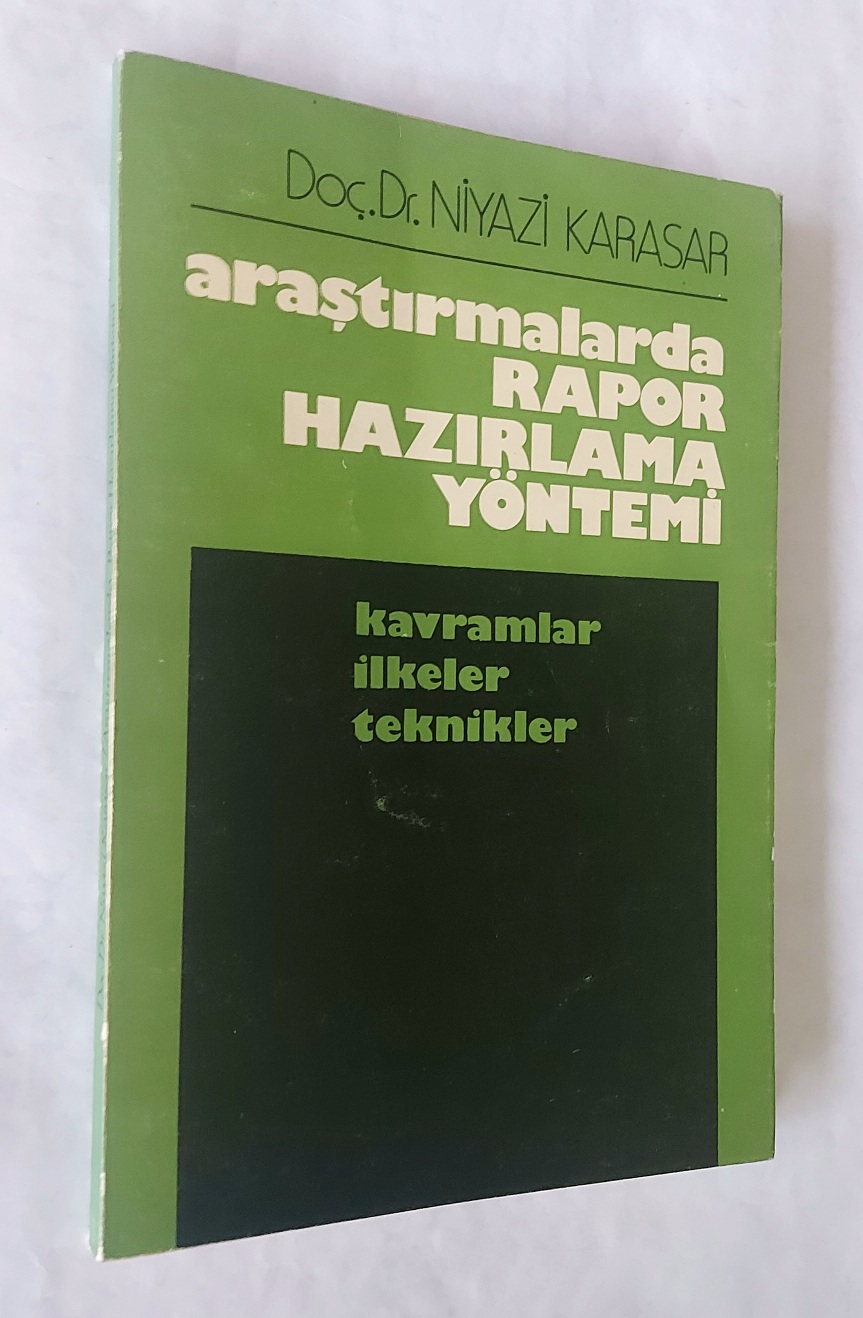 Doç.Dr. NİYAZİ KARASAR
araştırmalarda
RAPOR
HAZIRLAMA
YÖNTEMİ
kavramlar
ilkeler
teknikler